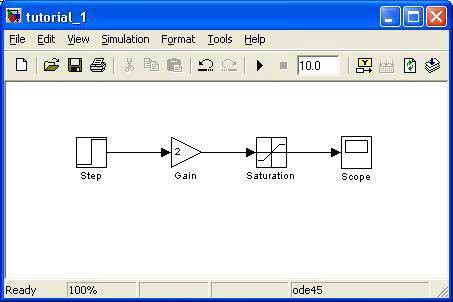 tutorial_1
File Edit View Simulation Format Tools Help
10.0
2
Step Gain Saturation Scope
Ready 100% ode45